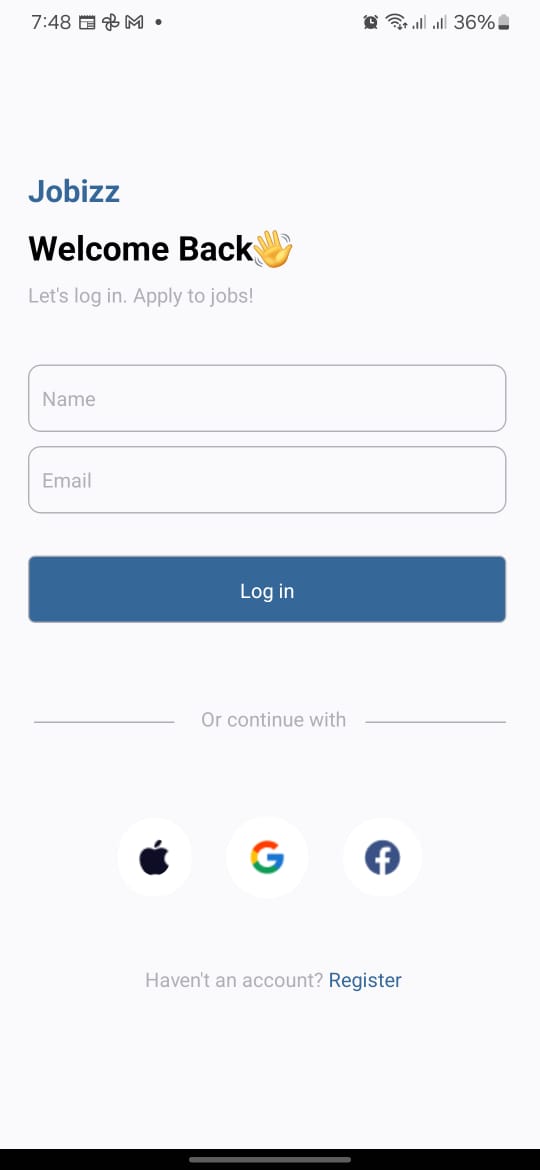 7:48 36%
Jobizz
Welcome Back👋
Let's log in. Apply to jobs!
Name
Email
Log in
Or continue with
Haven't an account? Register